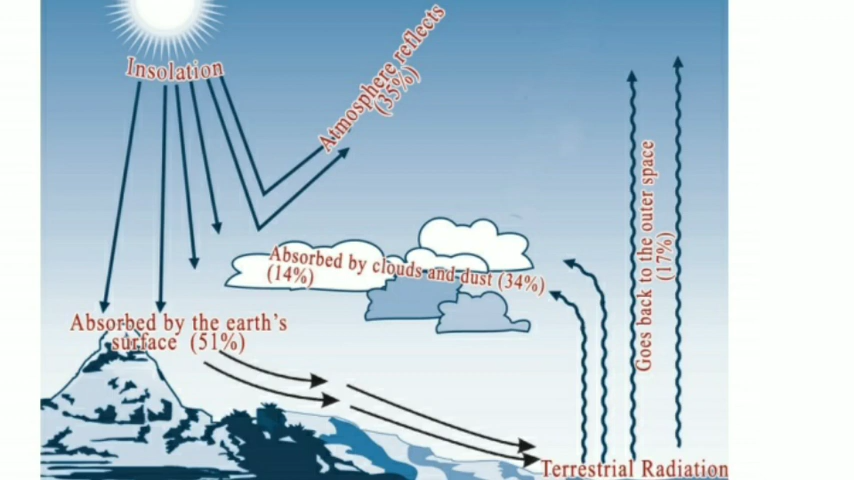 Insolation
Atmosphere reflects
(35%)
Absorbed by clouds and dust (34%)
(14%)
Absorbed by the earth's
surface (51%)
Goes back to the outer space
(17%)
Terrestrial Radiation